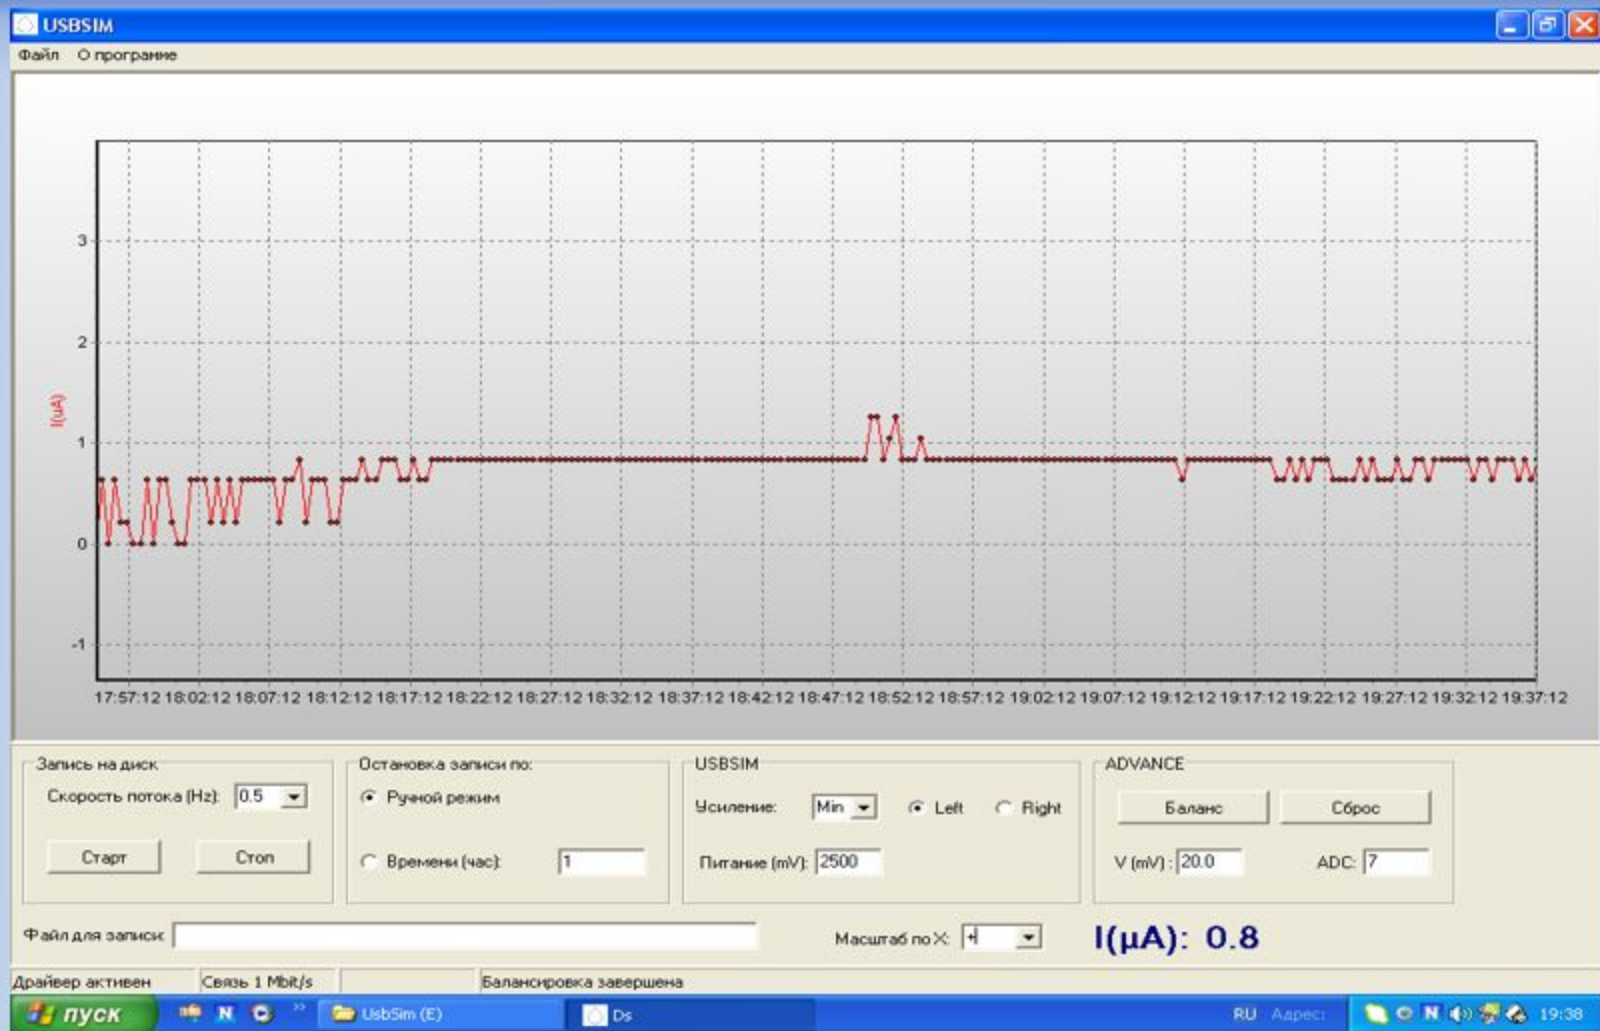 USBSIM
Файл О програме
3
2
1
0
-1
I(uA)
17:57:12 18:02:12 18:07:12 18:12:12 18:17:12 18:22:12 18:27:12 18:32:12 18:37:12 18:42:12 18:47:12 18:52:12 18:57:12 19:02:12 19:07:12 19:12:12 19:17:12 19:22:12 19:27:12 19:32:12 19:37:12
Запись на диск
Скорость потока (Hz): 0.5
Старт Стоп
Остановка записи по:
Ручной режим
Времени (час): 1
USBSIM
Усиление: Min Left Right
Питание (mV): 2500
ADVANCE
Баланс Сброс
V (mV) : 20.0 ADC: 7
Файл для записи:
Масштаб по X: +
I(µA): 0.8
Драйвер активен Связь 1 Mbit/s Балансировка завершена
пуск N UsbSim (E) Ds RU Адрес: N 19:38